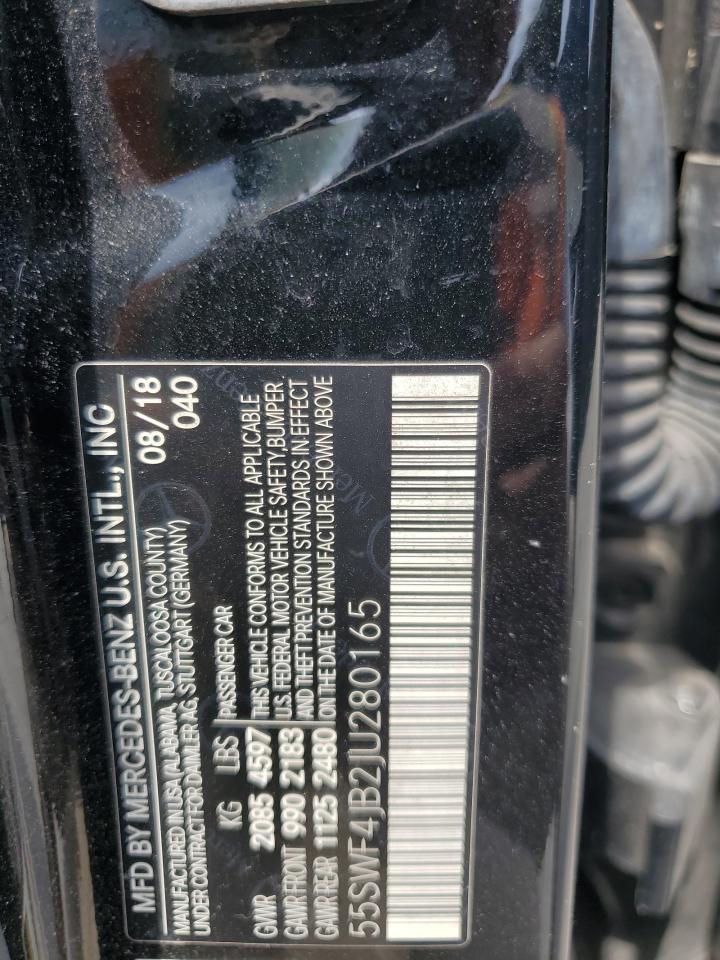 MFD BY MERCEDES-BENZ U.S. INTL., INC
MANUFACTURED IN USA (ALABAMA, TUSCALOOSA COUNTY) 08/18
UNDER CONTRACT FOR DAIMLER AG, STUTTGART (GERMANY) 040
KG LBS PASSENGER CAR
GVWR 2085 4597 THIS VEHICLE CONFORMS TO ALL APPLICABLE
GAWR FRONT 990 2183 U.S. FEDERAL MOTOR VEHICLE SAFETY, BUMPER,
GAWR REAR 1125 2480 AND THEFT PREVENTION STANDARDS IN EFFECT
ON THE DATE OF MANUFACTURE SHOWN ABOVE
55SWF4JB2JU280165